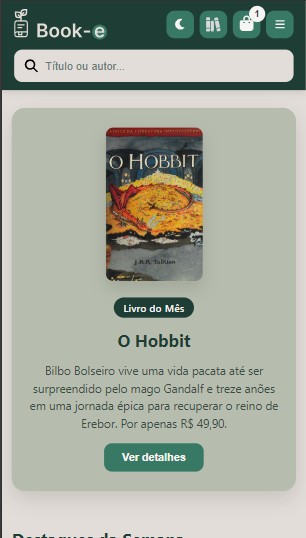 Book-e
1
Título ou autor...
O HOBBIT
J.R.R. Tolkien
Livro do Mês
O Hobbit
Bilbo Bolseiro vive uma vida pacata até ser
surpreendido pelo mago Gandalf e treze anões
em uma jornada épica para recuperar o reino de
Erebor. Por apenas R$ 49,90.
Ver detalhes